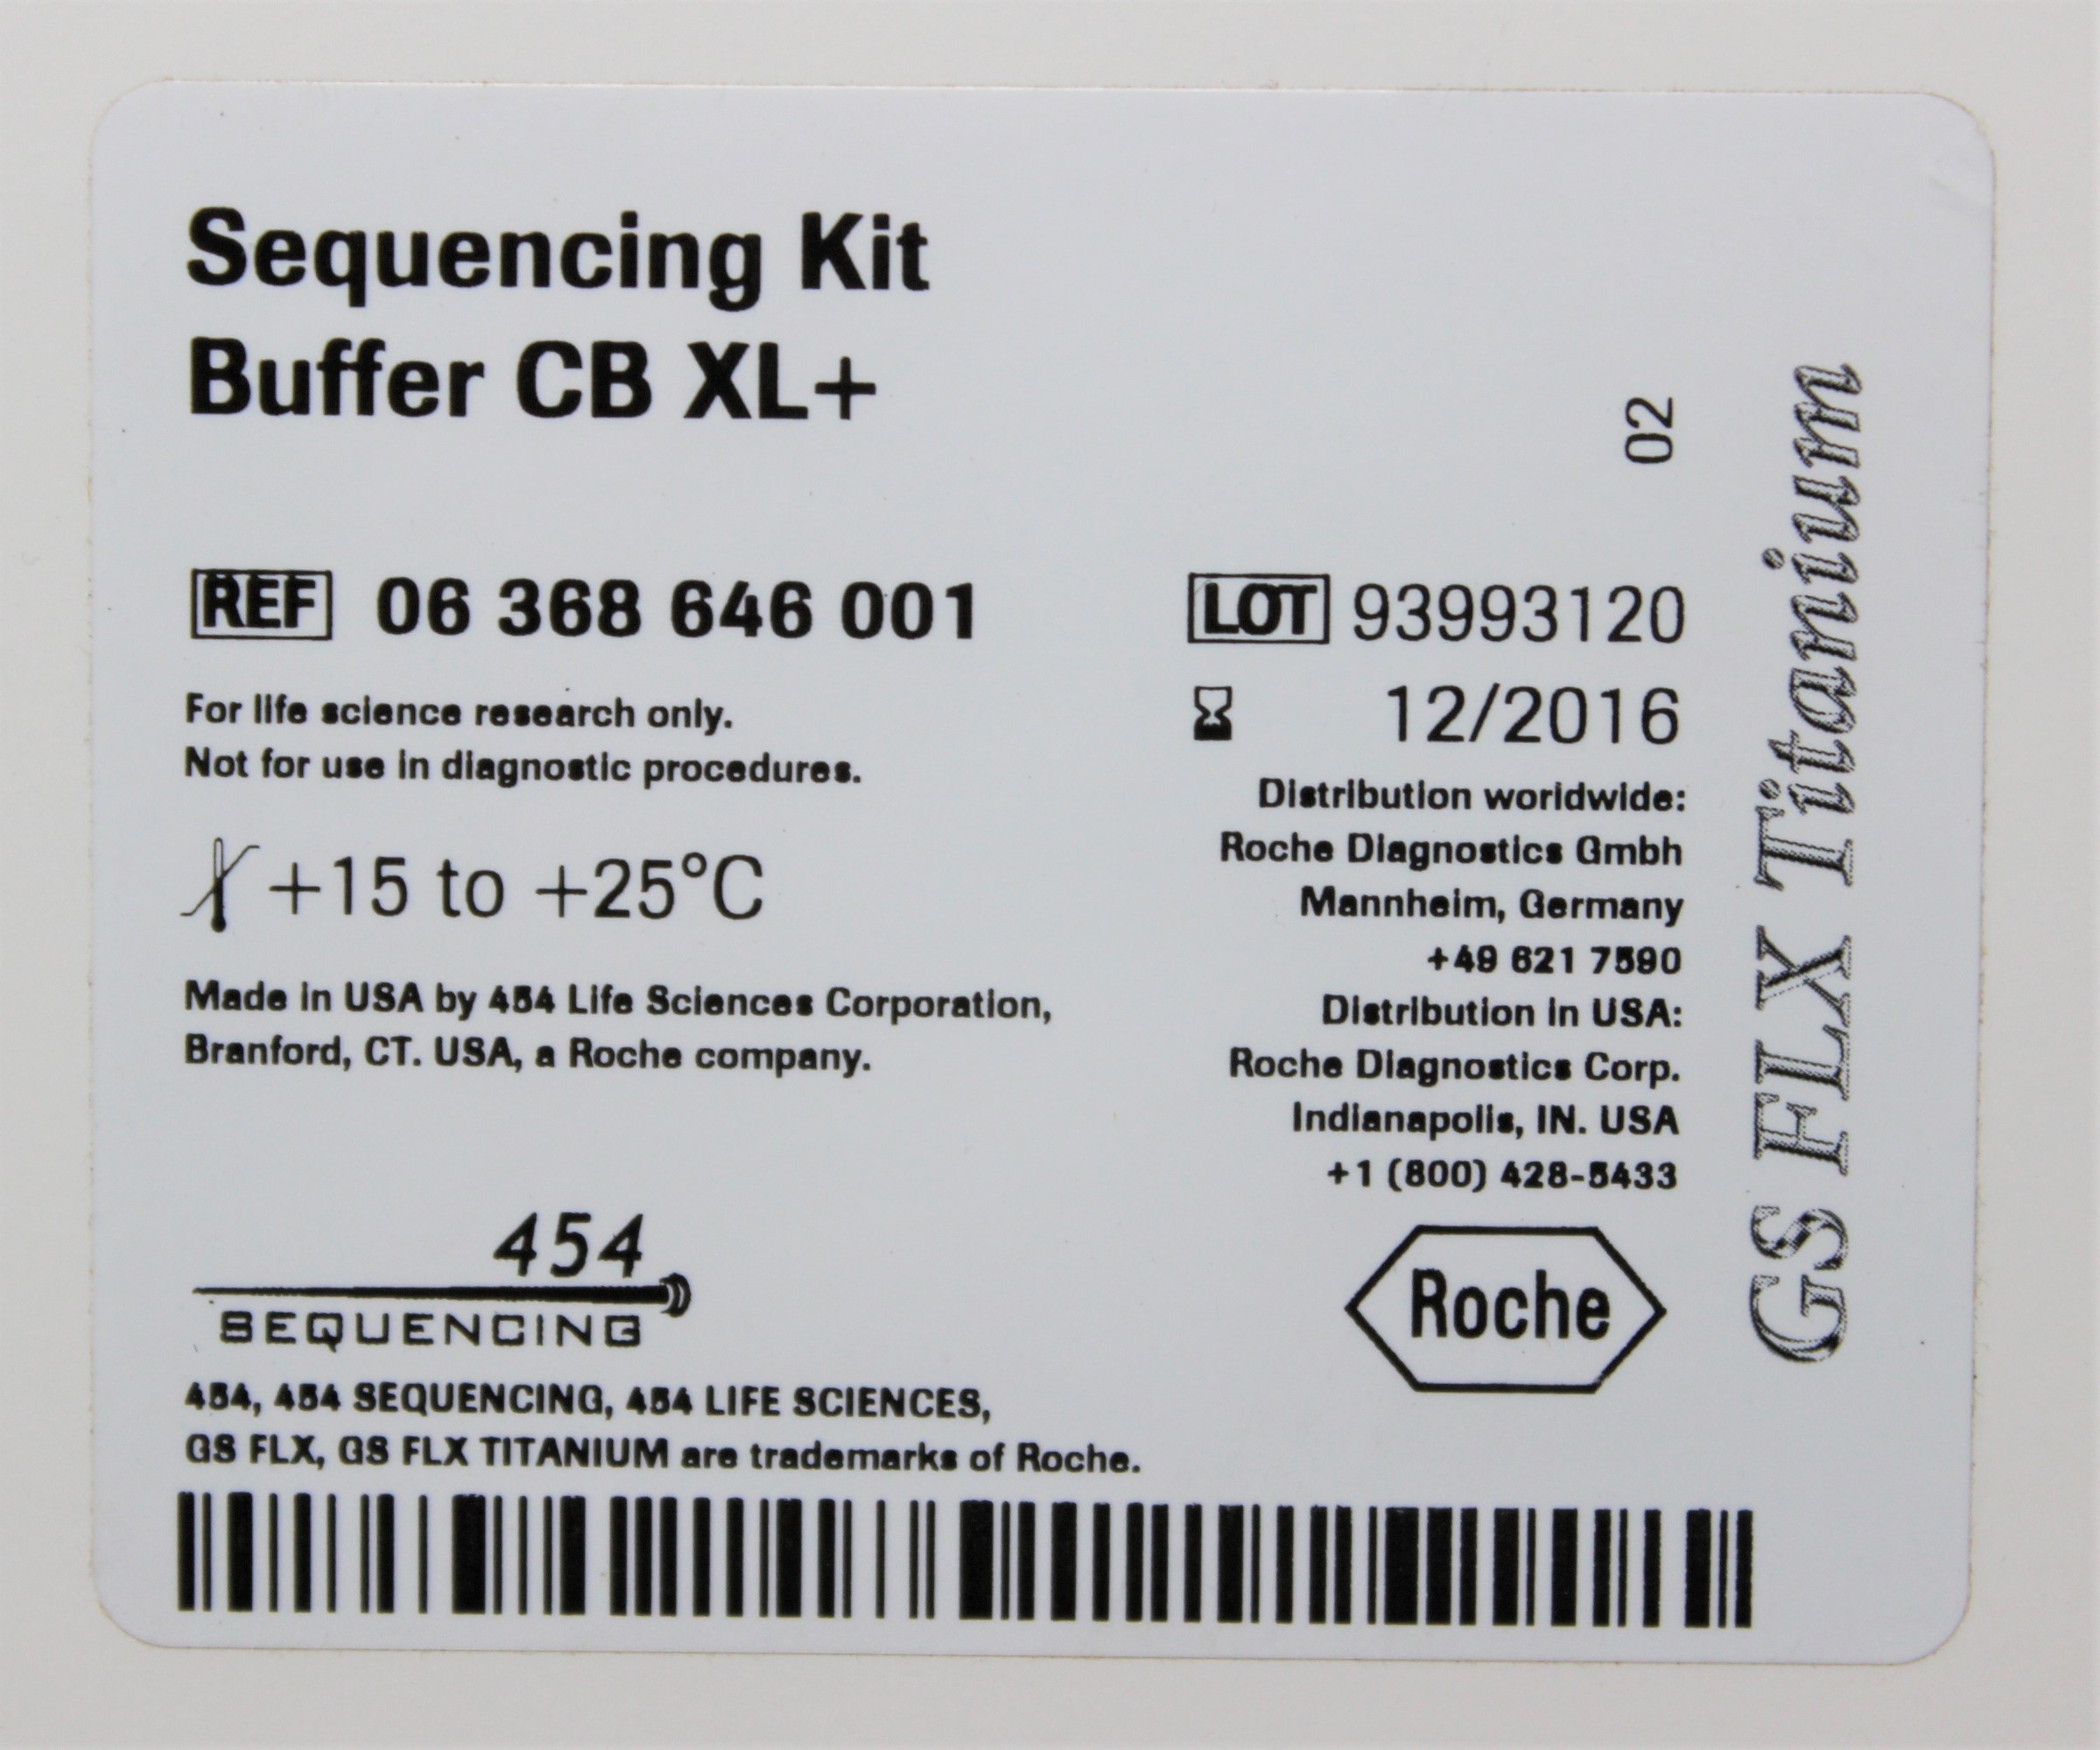 Sequencing Kit
Buffer CB XL+
02
REF 06 368 646 001
LOT 93993120
12/2016
For life science research only.
Not for use in diagnostic procedures.
+15 to +25°C
Made in USA by 454 Life Sciences Corporation,
Branford, CT. USA, a Roche company.
Distribution worldwide:
Roche Diagnostics Gmbh
Mannheim, Germany
+49 621 7590
Distribution in USA:
Roche Diagnostics Corp.
Indianapolis, IN. USA
+1 (800) 428-5433
454
SEQUENCING
Roche
454, 454 SEQUENCING, 454 LIFE SCIENCES,
GS FLX, GS FLX TITANIUM are trademarks of Roche.
GS FLX Titanium